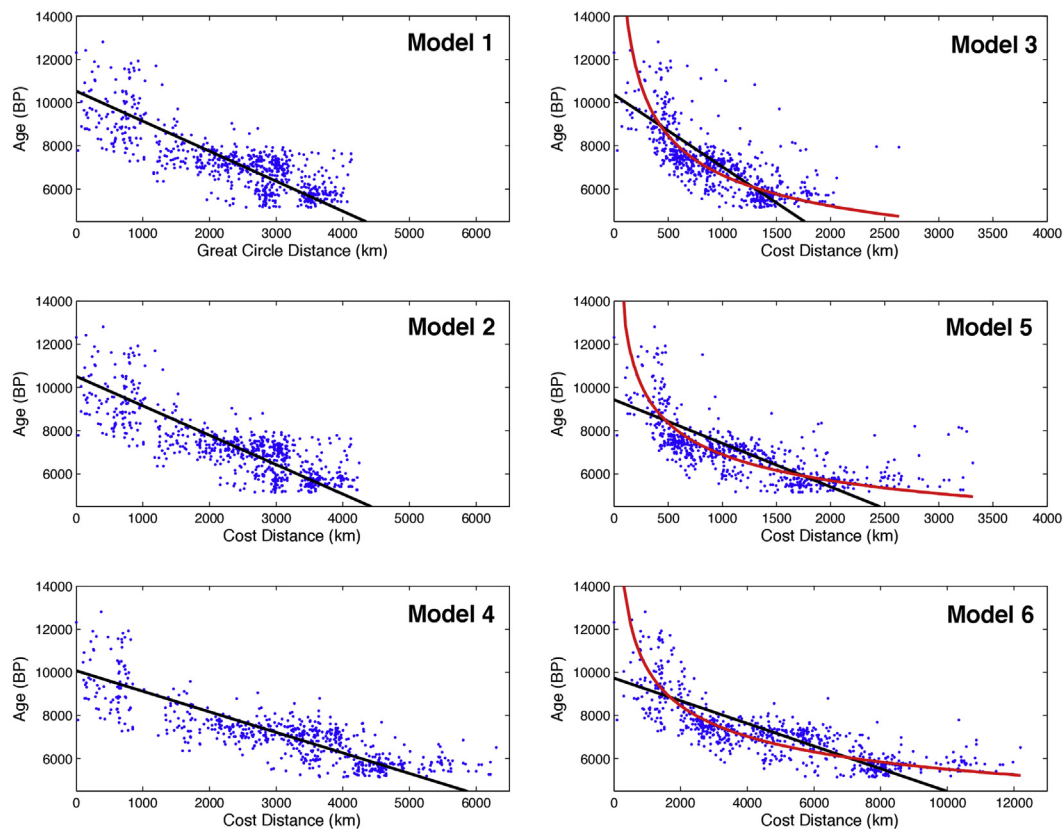 14000
12000
10000
8000
6000
Age (BP)
Model 1
0 1000 2000 3000 4000 5000 6000
Great Circle Distance (km)
14000
12000
10000
8000
6000
Age (BP)
Model 3
0 500 1000 1500 2000 2500 3000 3500 4000
Cost Distance (km)
14000
12000
10000
8000
6000
Age (BP)
Model 2
0 1000 2000 3000 4000 5000 6000
Cost Distance (km)
14000
12000
10000
8000
6000
Age (BP)
Model 5
0 500 1000 1500 2000 2500 3000 3500 4000
Cost Distance (km)
14000
12000
10000
8000
6000
Age (BP)
Model 4
0 1000 2000 3000 4000 5000 6000
Cost Distance (km)
14000
12000
10000
8000
6000
Age (BP)
Model 6
0 2000 4000 6000 8000 10000 12000
Cost Distance (km)